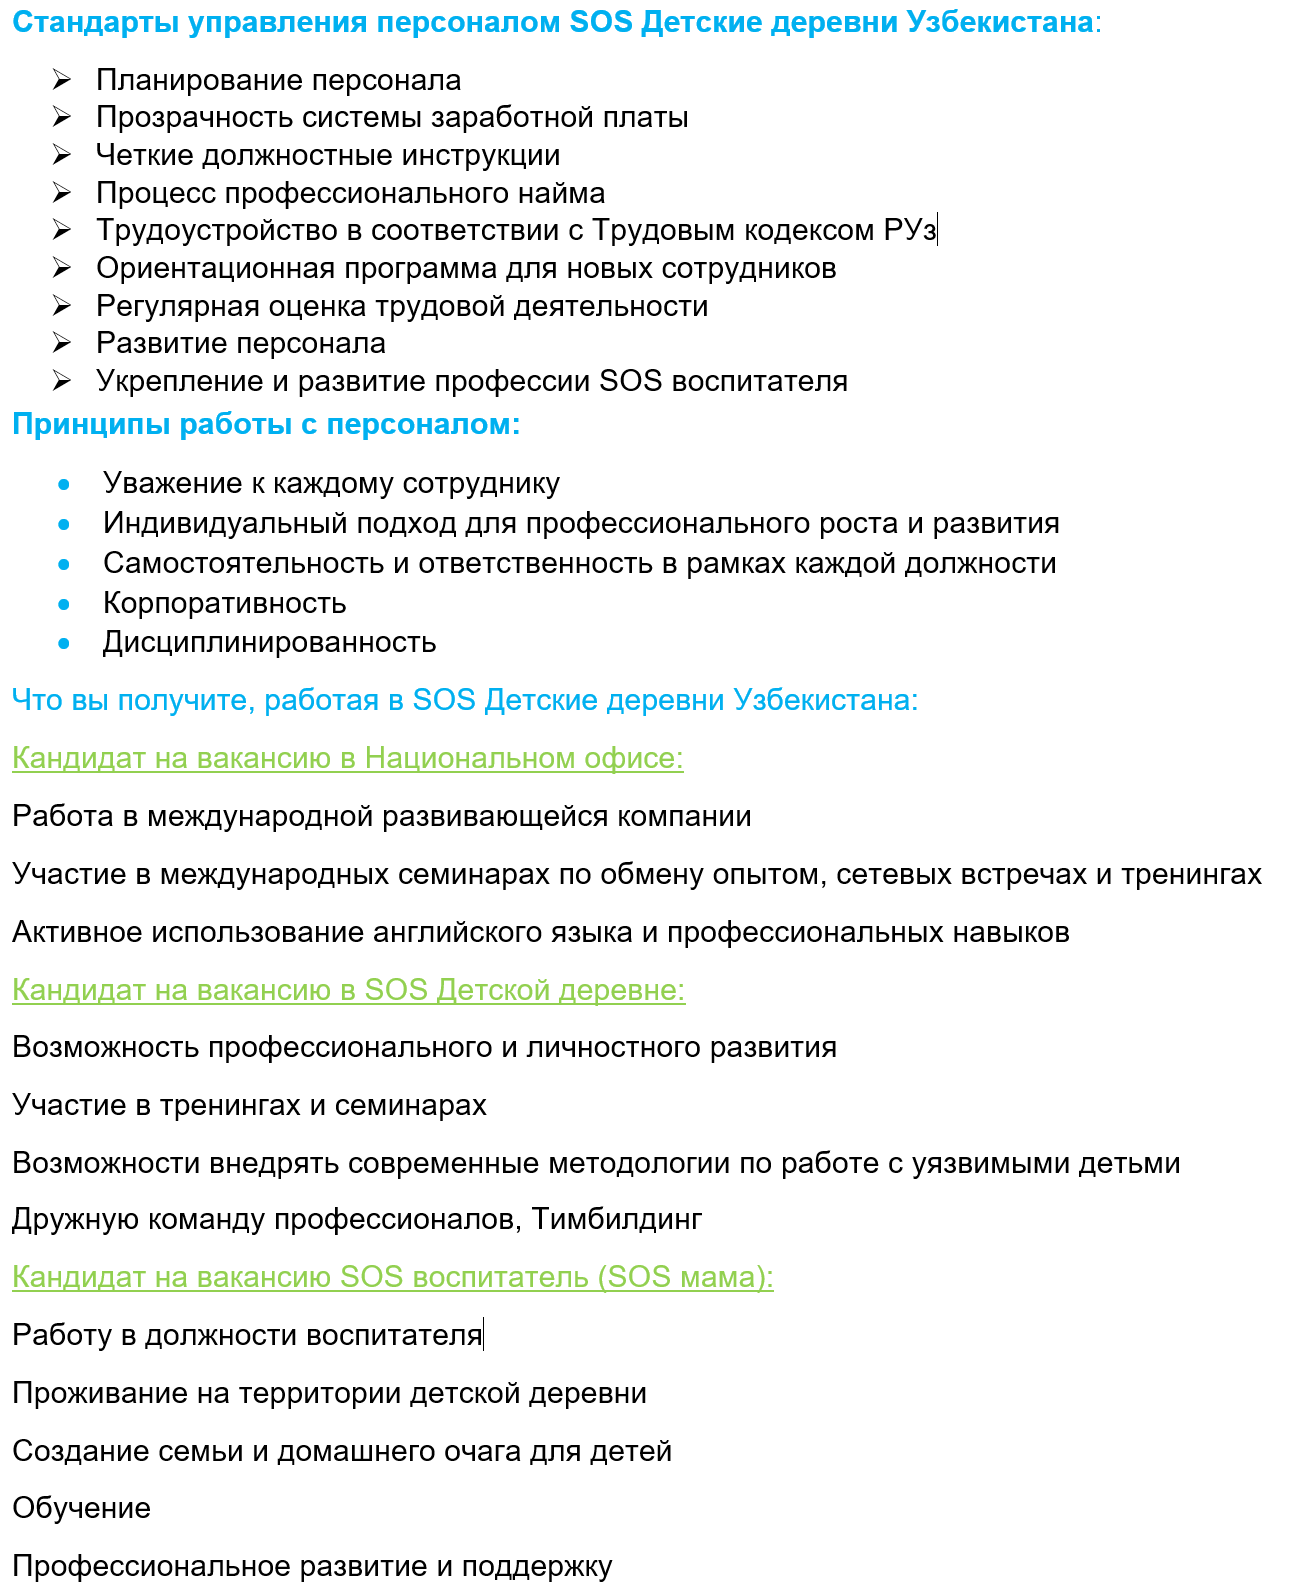 Стандарты управления персоналом SOS Детские деревни Узбекистана:
Планирование персонала
Прозрачность системы заработной платы
Четкие должностные инструкции
Процесс профессионального найма
Трудоустройство в соответствии с Трудовым кодексом РУз
Ориентационная программа для новых сотрудников
Регулярная оценка трудовой деятельности
Развитие персонала
Укрепление и развитие профессии SOS воспитателя
Принципы работы с персоналом:
Уважение к каждому сотруднику
Индивидуальный подход для профессионального роста и развития
Самостоятельность и ответственность в рамках каждой должности
Корпоративность
Дисциплинированность
Что вы получите, работая в SOS Детские деревни Узбекистана:
Кандидат на вакансию в Национальном офисе:
Работа в международной развивающейся компании
Участие в международных семинарах по обмену опытом, сетевых встречах и тренингах
Активное использование английского языка и профессиональных навыков
Кандидат на вакансию в SOS Детской деревне:
Возможность профессионального и личностного развития
Участие в тренингах и семинарах
Возможности внедрять современные методологии по работе с уязвимыми детьми
Дружную команду профессионалов, Тимбилдинг
Кандидат на вакансию SOS воспитатель (SOS мама):
Работу в должности воспитателя
Проживание на территории детской деревни
Создание семьи и домашнего очага для детей
Обучение
Профессиональное развитие и поддержку